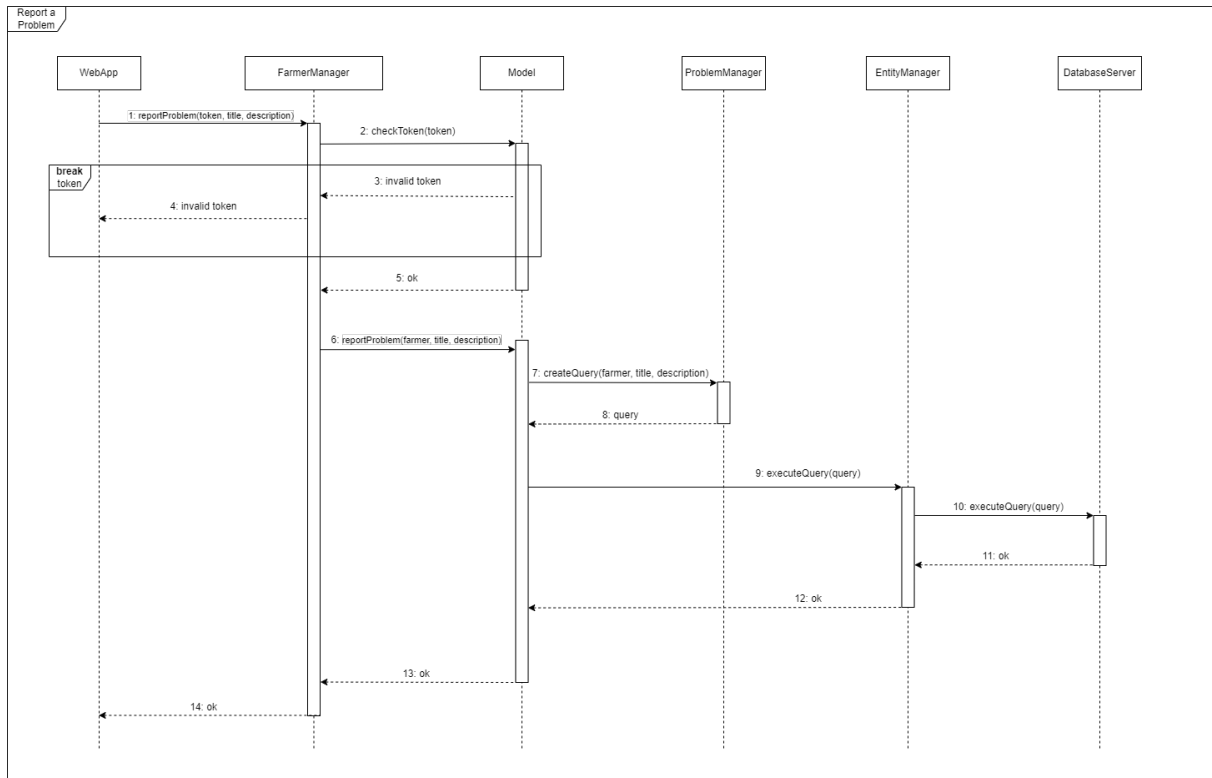 Report a
Problem
WebApp
FarmerManager
Model
ProblemManager
EntityManager
DatabaseServer
1: reportProblem(token, title, description)
2: checkToken(token)
break
token
3: invalid token
4: invalid token
5: ok
6: reportProblem(farmer, title, description)
7: createQuery(farmer, title, description)
8: query
9: executeQuery(query)
10: executeQuery(query)
11: ok
12: ok
13: ok
14: ok